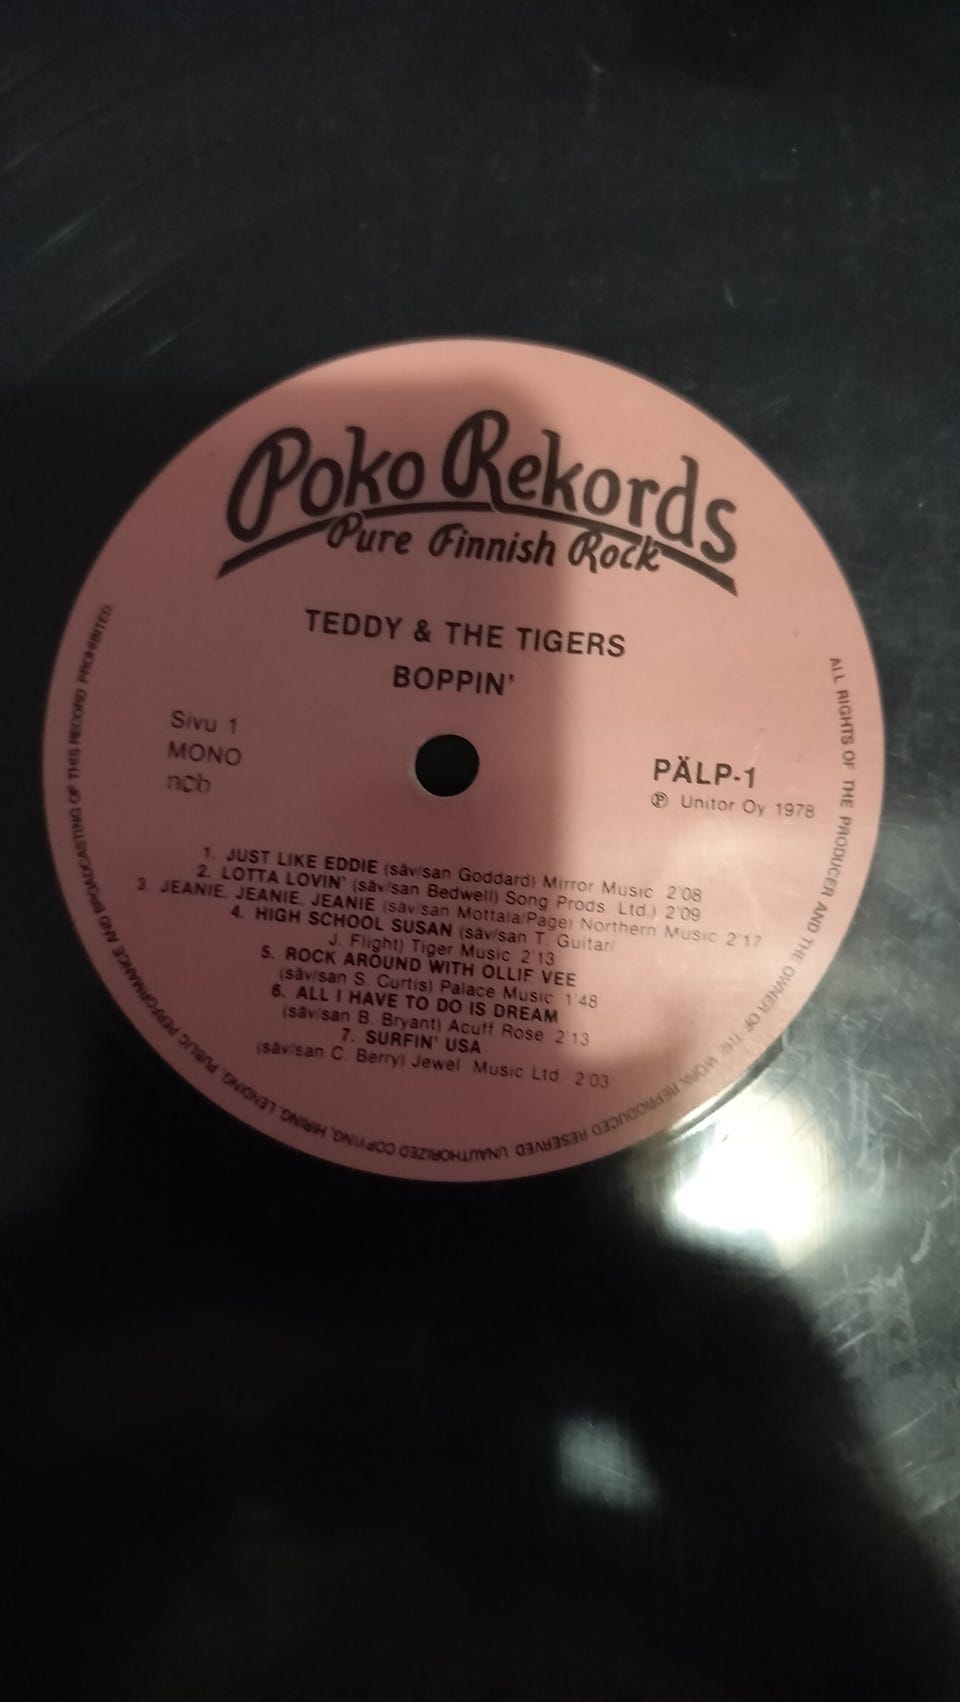 Poko Rekords
Pure Finnish Rock
TEDDY & THE TIGERS
BOPPIN'
Sivu 1
MONO
ncb
PÄLP-1
℗ Unitor Oy 1978
1. JUST LIKE EDDIE (säv/san Goddard) Mirror Music 2'08
2. LOTTA LOVIN' (säv/san Bedwell) Song Prods. Ltd.) 2'09
3. JEANIE, JEANIE, JEANIE (säv/san Mottala/Page) Northern Music 2'17
4. HIGH SCHOOL SUSAN (säv/san T. Guitar/
J. Flight) Tiger Music 2'13
5. ROCK AROUND WITH OLLIF VEE
(säv/san S. Curtis) Palace Music 1'48
6. ALL I HAVE TO DO IS DREAM
(säv/san B. Bryant) Acuff Rose 2'13
7. SURFIN' USA
(säv/san C. Berry) Jewel Music Ltd. 2'03
ALL RIGHTS OF THE PRODUCER AND THE OWNER OF THE WORK REPRODUCED RESERVED. UNAUTHORIZED COPYING, HIRING, LENDING, PUBLIC PERFORMANCE AND BROADCASTING OF THIS RECORD PROHIBITED.